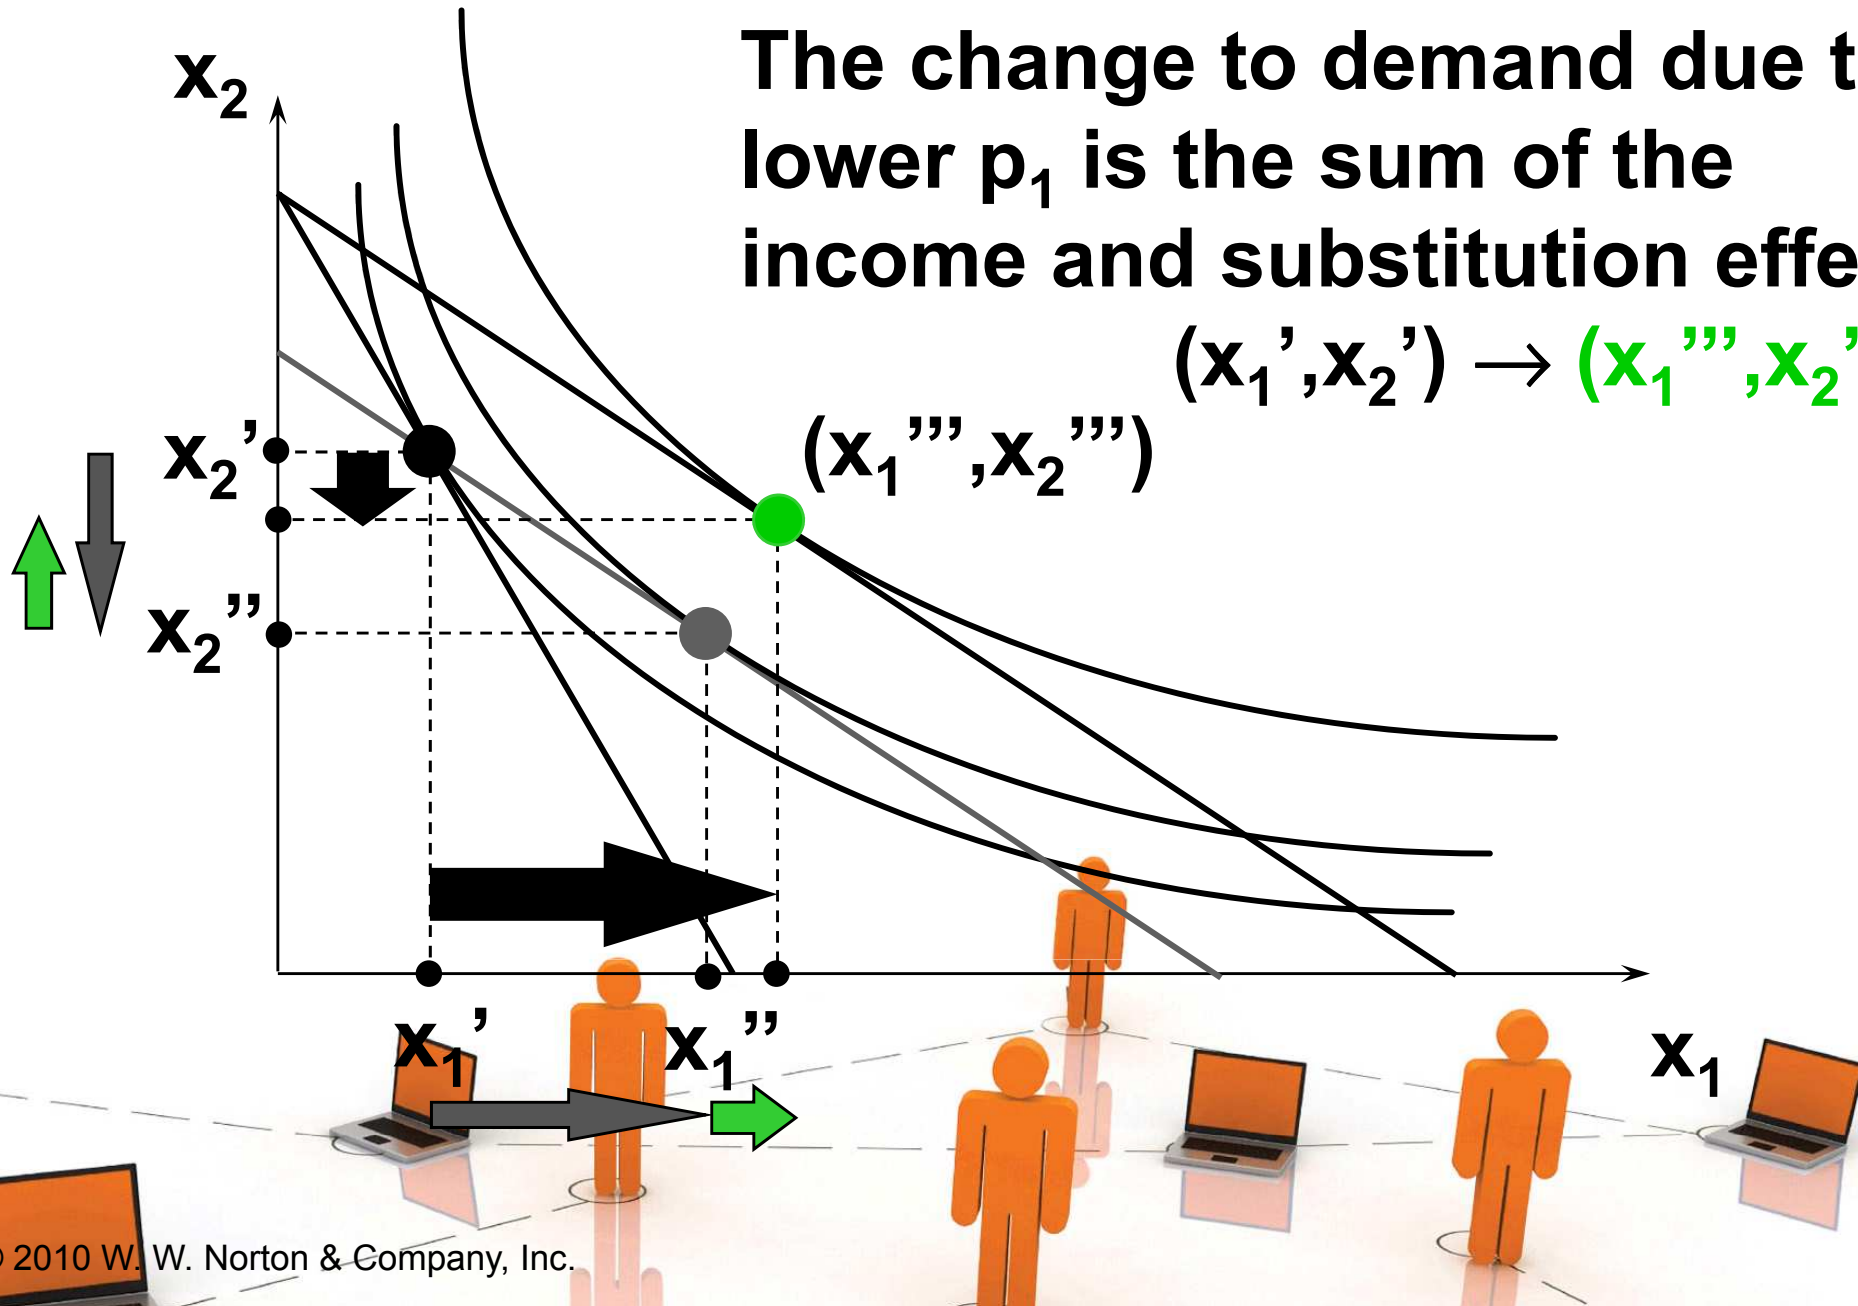 The change to demand due t
lower p₁ is the sum of the
income and substitution effe
(x₁’,x₂’) → (x₁’’’,x₂’
x₂
(x₁’’’,x₂’’’)
x₂’
x₂’’
x₁’ x₁’’
x₁
© 2010 W. W. Norton & Company, Inc.